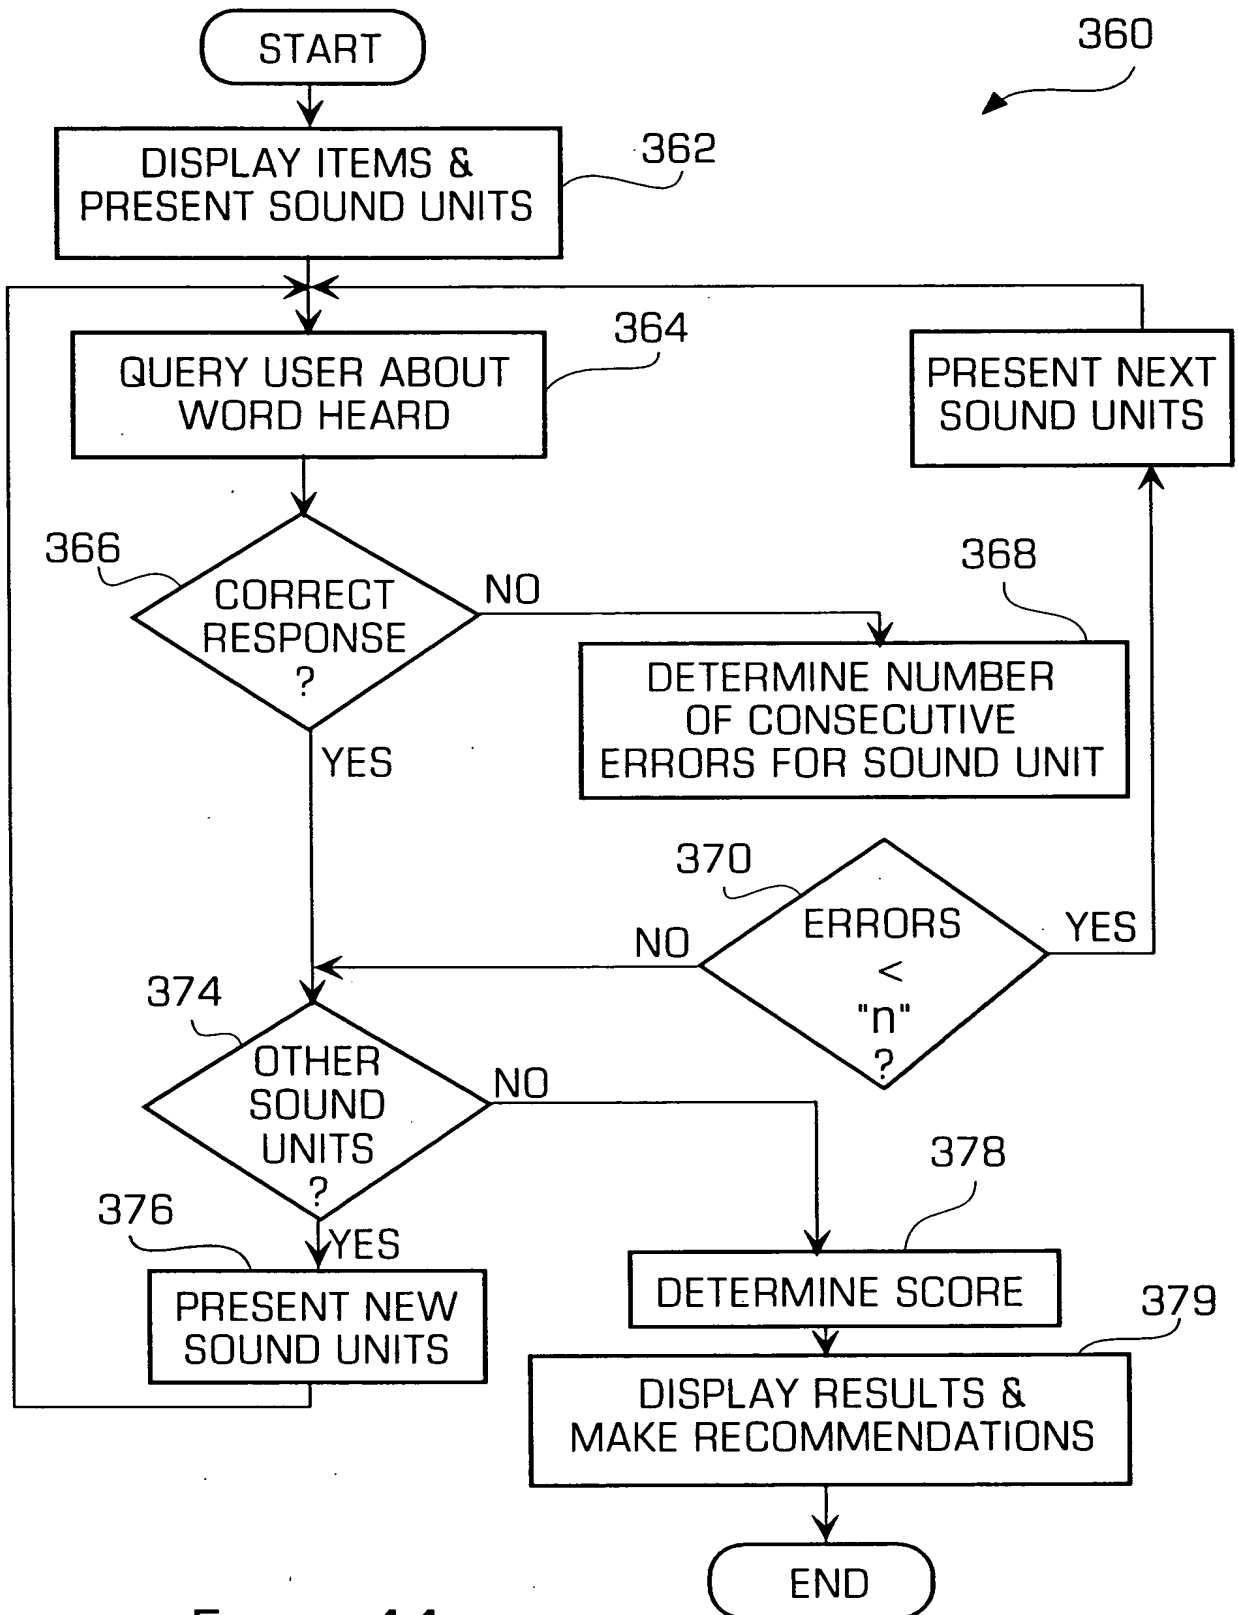 START
360
DISPLAY ITEMS &
PRESENT SOUND UNITS
362
QUERY USER ABOUT
WORD HEARD
364
PRESENT NEXT
SOUND UNITS
366
CORRECT
RESPONSE
?
NO
YES
368
DETERMINE NUMBER
OF CONSECUTIVE
ERRORS FOR SOUND UNIT
370
ERRORS
<
"n"
?
NO
YES
374
OTHER
SOUND
UNITS
?
NO
YES
376
PRESENT NEW
SOUND UNITS
378
DETERMINE SCORE
379
DISPLAY RESULTS &
MAKE RECOMMENDATIONS
END